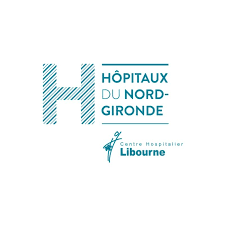 H
HÔPITAUX
DU NORD-
GIRONDE
Centre Hospitalier
Libourne